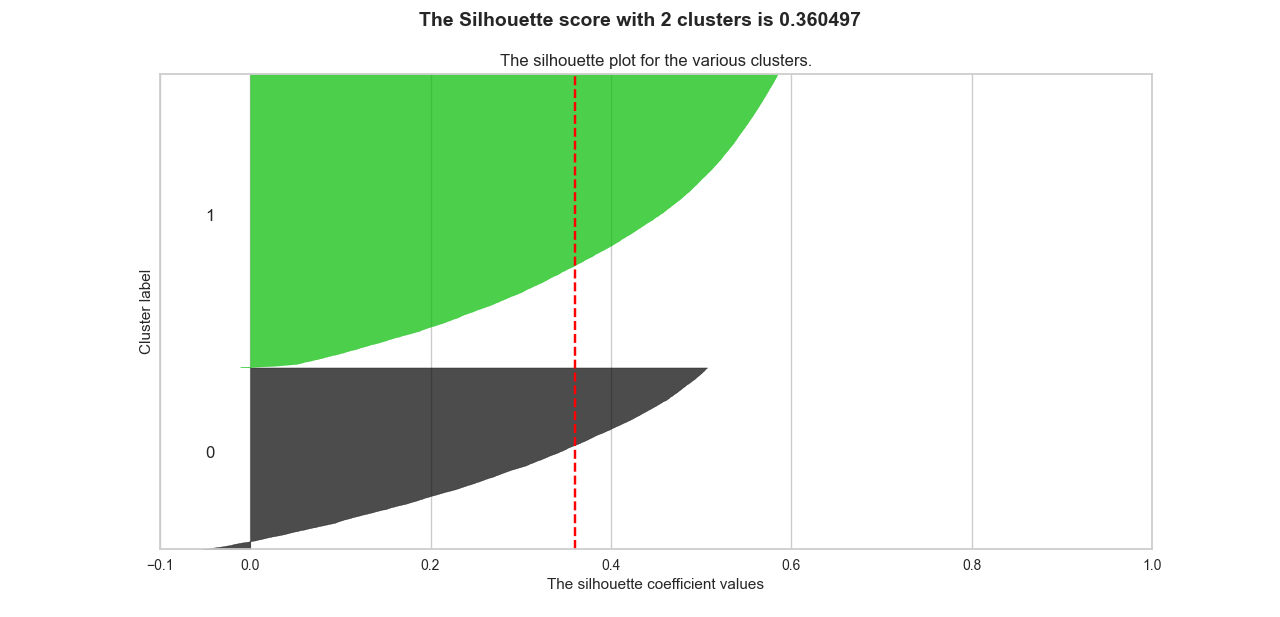 The Silhouette score with 2 clusters is 0.360497
The silhouette plot for the various clusters.
1
0
Cluster label
−0.1 0.0 0.2 0.4 0.6 0.8 1.0
The silhouette coefficient values